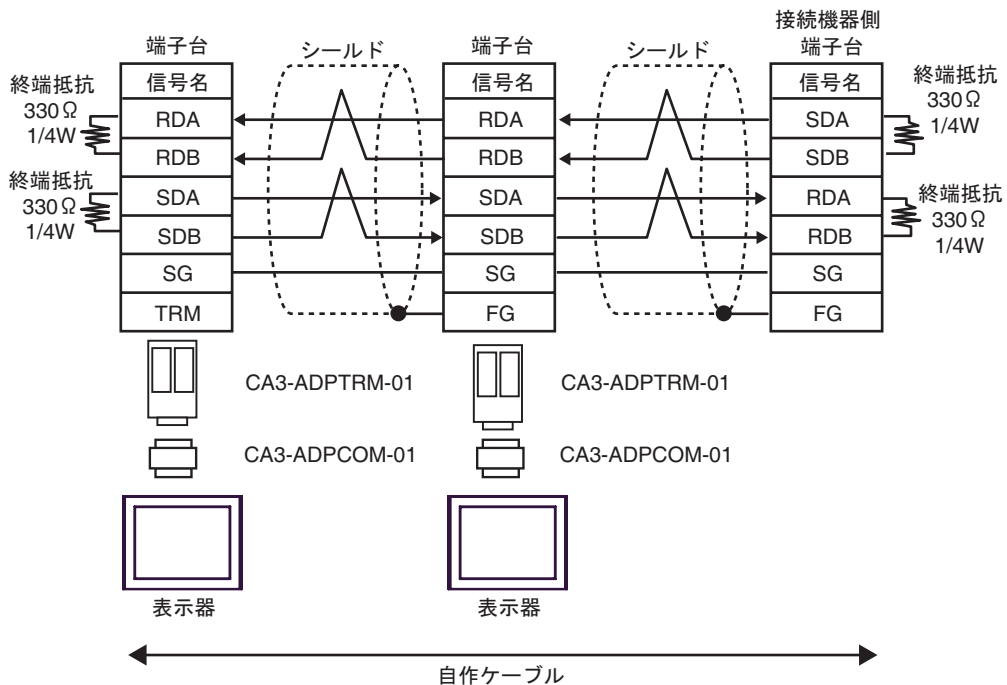 接続機器側
端子台
シールド
端子台
シールド
端子台
終端抵抗
330Ω
1/4W
終端抵抗
330Ω
1/4W
信号名
RDA
RDB
SDA
SDB
SG
TRM
信号名
RDA
RDB
SDA
SDB
SG
FG
信号名
SDA
SDB
RDA
RDB
SG
FG
終端抵抗
330Ω
1/4W
終端抵抗
330Ω
1/4W
CA3-ADPTRM-01
CA3-ADPTRM-01
CA3-ADPCOM-01
CA3-ADPCOM-01
表示器
表示器
自作ケーブル